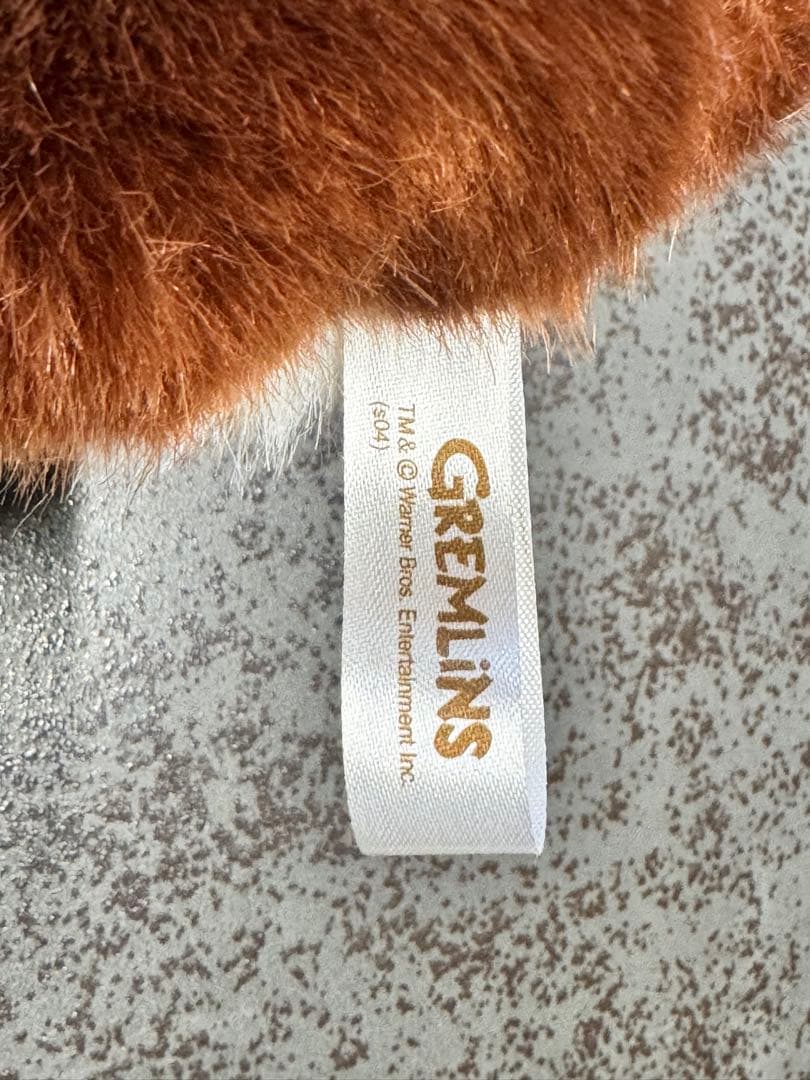 GREMLiNS
TM & © Warner Bros. Entertainment Inc.
(s04)